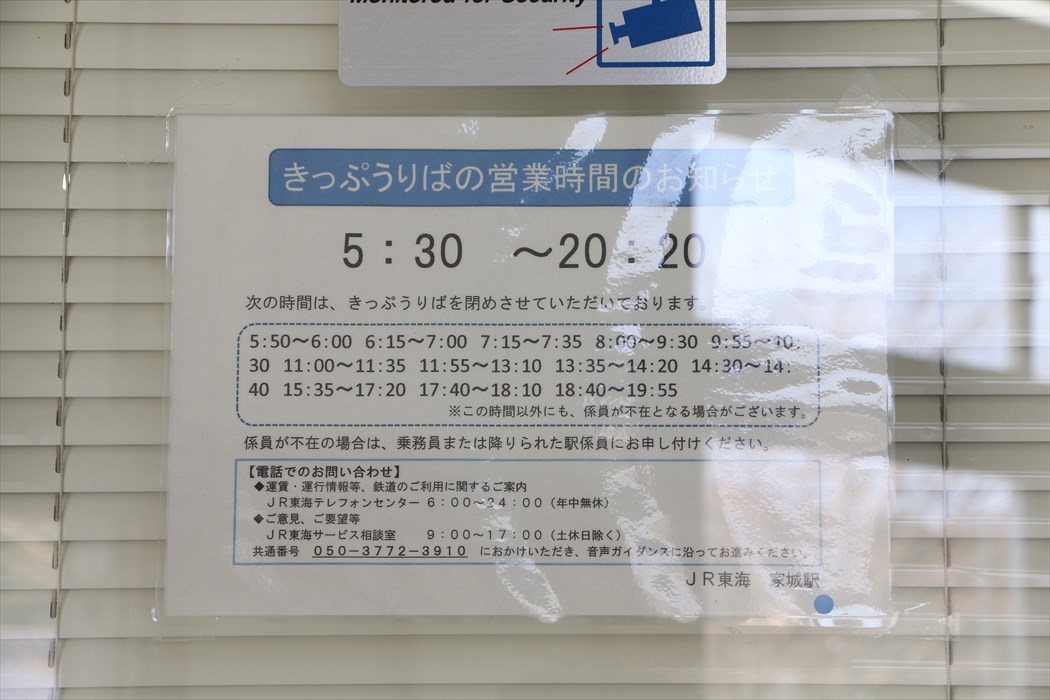 Monitored for Security
きっぷうりばの営業時間のお知らせ
5：30　～20：20
次の時間は、きっぷうりばを閉めさせていただいております。
5:50～6:00 6:15～7:00 7:15～7:35 8:00～9:30 9:55～10:
30 11:00～11:35 11:55～13:10 13:35～14:20 14:30～14:
40 15:35～17:20 17:40～18:10 18:40～19:55
※この時間以外にも、係員が不在となる場合がございます。
係員が不在の場合は、乗務員または降りられた駅係員にお申し付けください。
【電話でのお問い合わせ】
◆運賃・運行情報等、鉄道のご利用に関するご案内
ＪＲ東海テレフォンセンター ６：００～２４：００（年中無休）
◆ご意見、ご要望等
ＪＲ東海サービス相談室　　９：００～１７：００（土休日除く）
共通番号　０５０－３７７２－３９１０　におかけいただき、音声ガイダンスに沿ってお進みください。
ＪＲ東海　家城駅